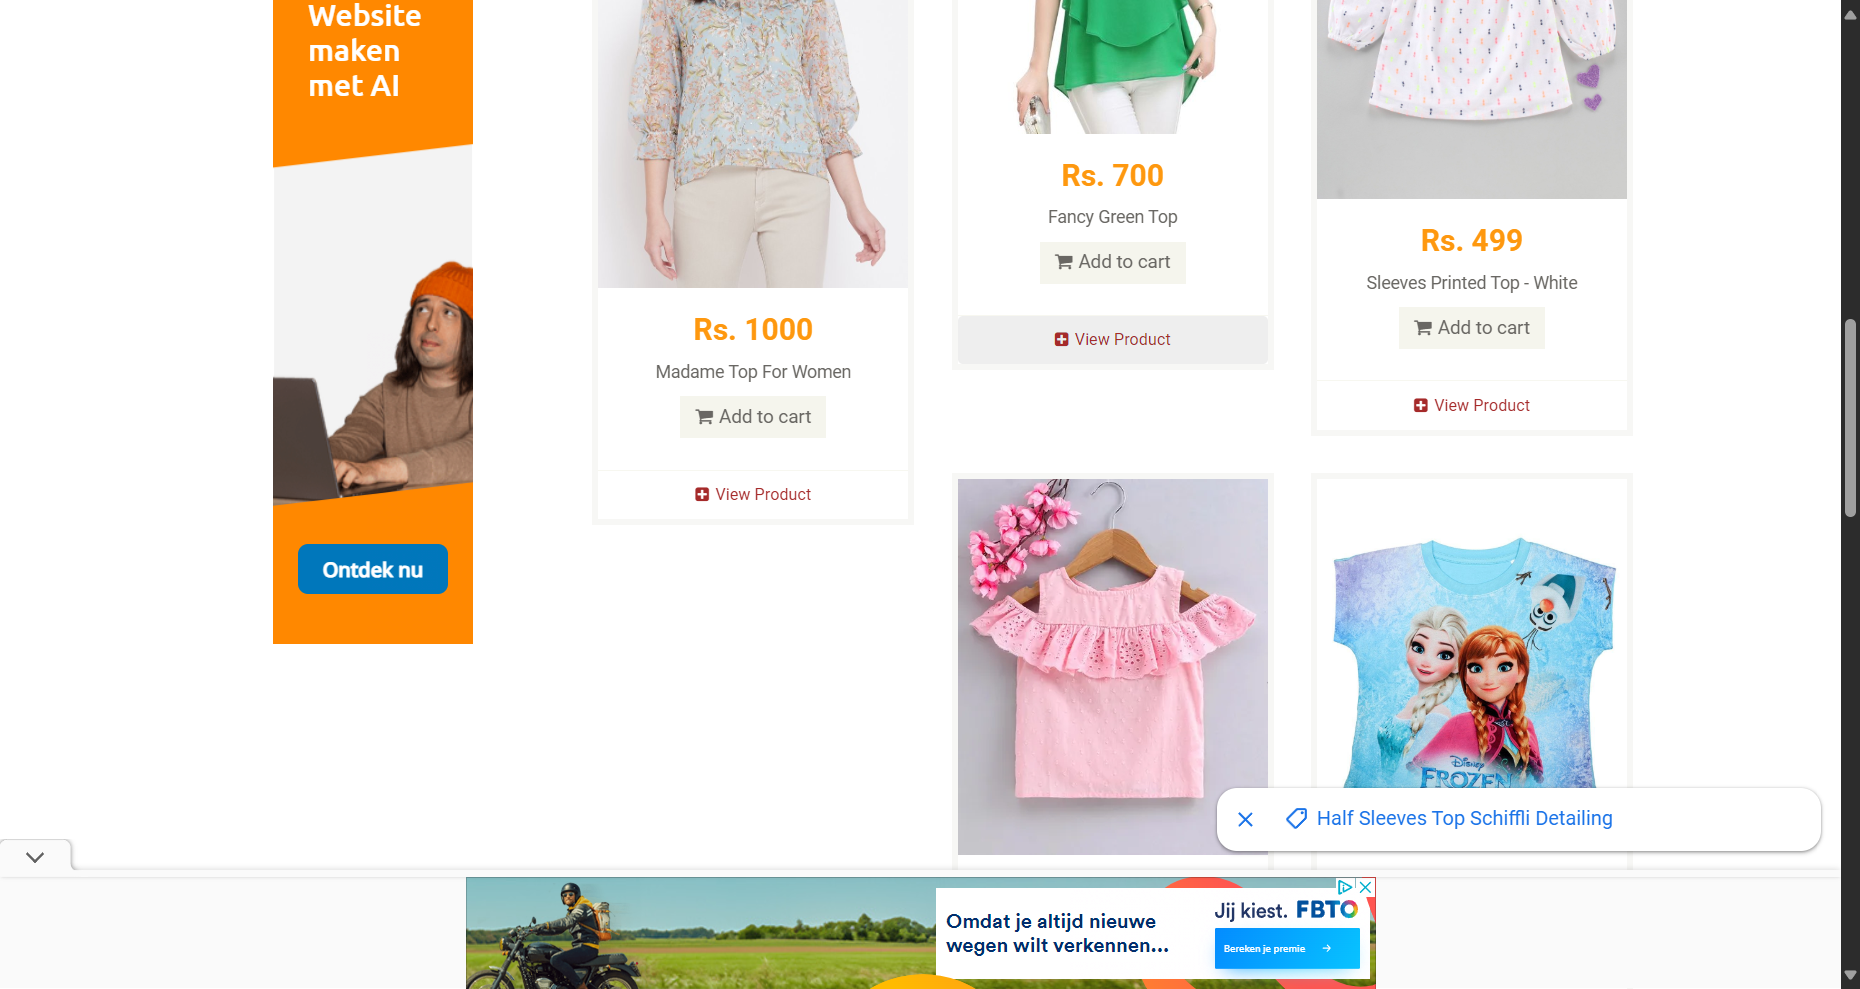 Website
maken
met AI
Ontdek nu
Rs. 1000
Madame Top For Women
Add to cart
View Product
Rs. 700
Fancy Green Top
Add to cart
View Product
Rs. 499
Sleeves Printed Top - White
Add to cart
View Product
Disney
FROZEN
Half Sleeves Top Schiffli Detailing
Omdat je altijd nieuwe
wegen wilt verkennen...
Jij kiest. FBTO
Bereken je premie